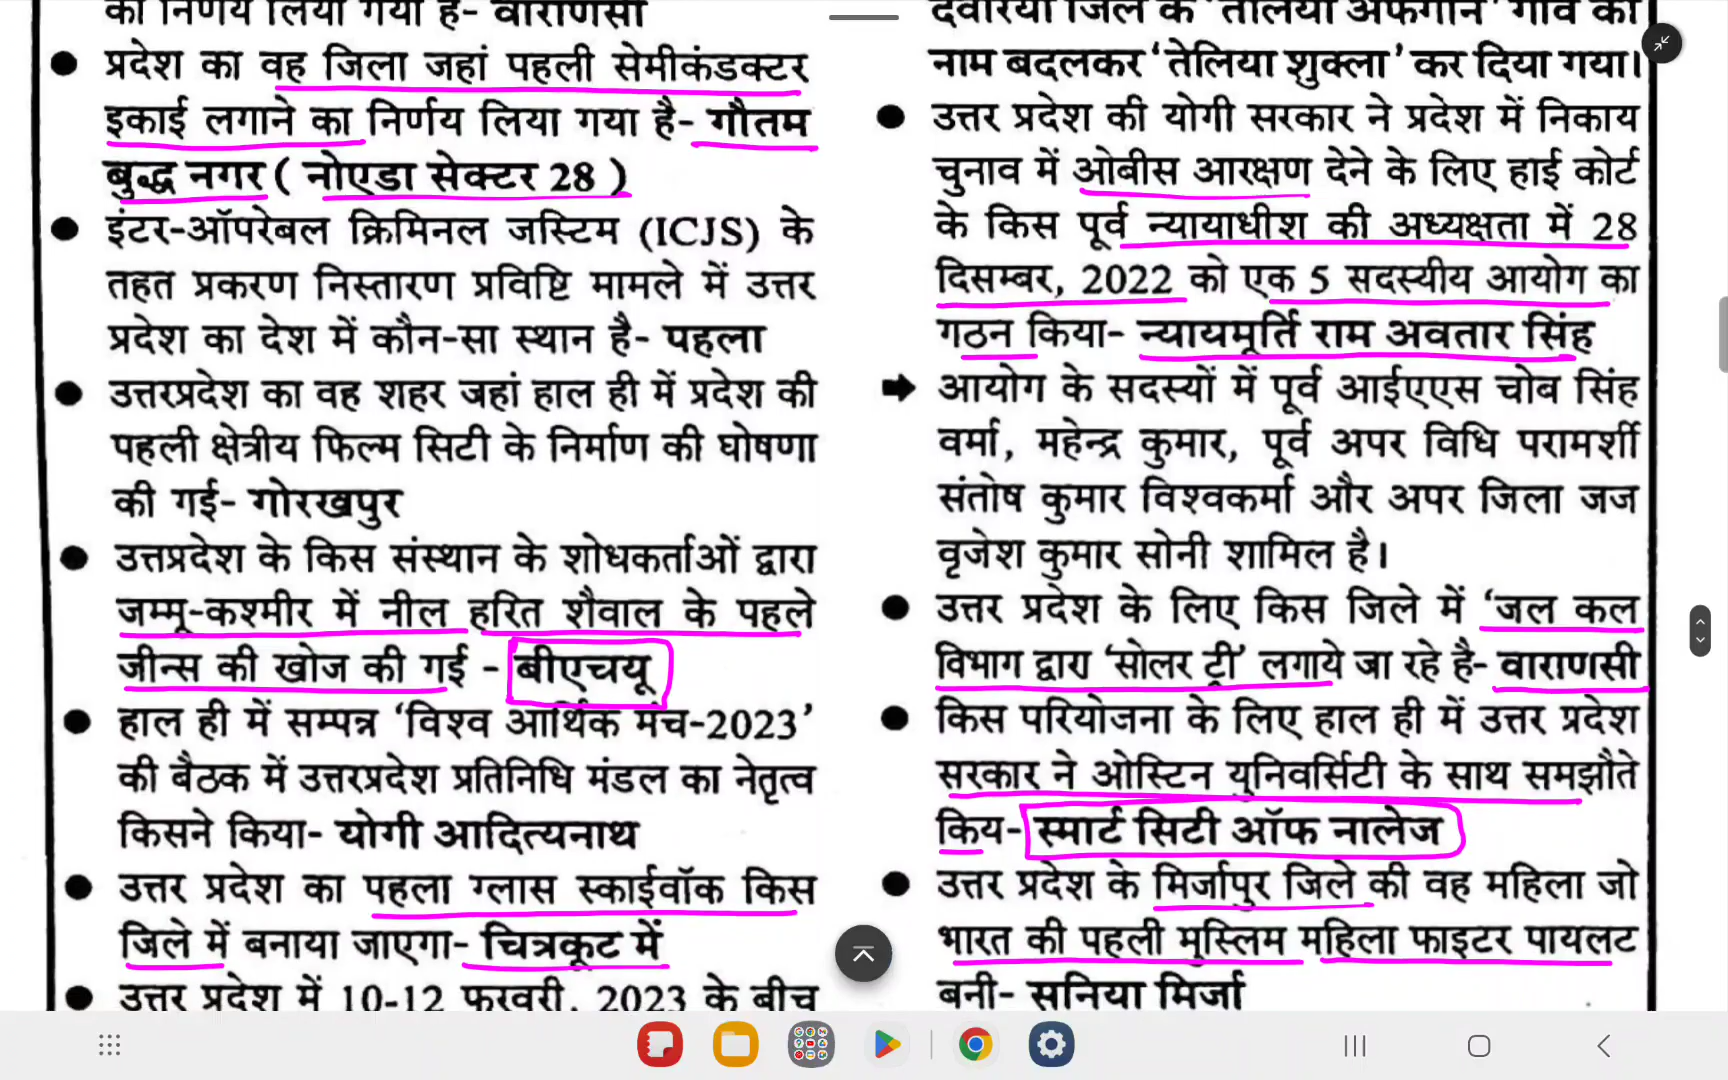 का निर्णय लिया गया है- वाराणसी
● प्रदेश का वह जिला जहां पहली सेमीकंडक्टर
इकाई लगाने का निर्णय लिया गया है- गौतम
बुद्ध नगर ( नोएडा सेक्टर 28 )
● इंटर-ऑपरेबल क्रिमिनल जस्टिम (ICJS) के
तहत प्रकरण निस्तारण प्रविष्टि मामले में उत्तर
प्रदेश का देश में कौन-सा स्थान है- पहला
● उत्तरप्रदेश का वह शहर जहां हाल ही में प्रदेश की
पहली क्षेत्रीय फिल्म सिटी के निर्माण की घोषणा
की गई- गोरखपुर
● उत्तप्रदेश के किस संस्थान के शोधकर्ताओं द्वारा
जम्मू-कश्मीर में नील हरित शैवाल के पहले
जीन्स की खोज की गई - बीएचयू
● हाल ही में सम्पन्न ‘विश्व आर्थिक मंच-2023’
की बैठक में उत्तरप्रदेश प्रतिनिधि मंडल का नेतृत्व
किसने किया- योगी आदित्यनाथ
● उत्तर प्रदेश का पहला ग्लास स्काईवॉक किस
जिले में बनाया जाएगा- चित्रकूट में
● उत्तर प्रदेश में 10-12 फरवरी, 2023 के बीच
देवरिया जिले के ‘तेलिया अफगान’ गांव का
नाम बदलकर ‘तेलिया शुक्ला’ कर दिया गया।
● उत्तर प्रदेश की योगी सरकार ने प्रदेश में निकाय
चुनाव में ओबीस आरक्षण देने के लिए हाई कोर्ट
के किस पूर्व न्यायाधीश की अध्यक्षता में 28
दिसम्बर, 2022 को एक 5 सदस्यीय आयोग का
गठन किया- न्यायमूर्ति राम अवतार सिंह
➡ आयोग के सदस्यों में पूर्व आईएएस चोब सिंह
वर्मा, महेन्द्र कुमार, पूर्व अपर विधि परामर्शी
संतोष कुमार विश्वकर्मा और अपर जिला जज
वृजेश कुमार सोनी शामिल है।
● उत्तर प्रदेश के लिए किस जिले में ‘जल कल
विभाग द्वारा ‘सोलर ट्री’ लगाये जा रहे है- वाराणसी
● किस परियोजना के लिए हाल ही में उत्तर प्रदेश
सरकार ने ओस्टिन युनिवर्सिटी के साथ समझौते
किय- स्मार्ट सिटी ऑफ नालेज
● उत्तर प्रदेश के मिर्जापुर जिले की वह महिला जो
भारत की पहली मुस्लिम महिला फाइटर पायलट
बनी- सनिया मिर्जा